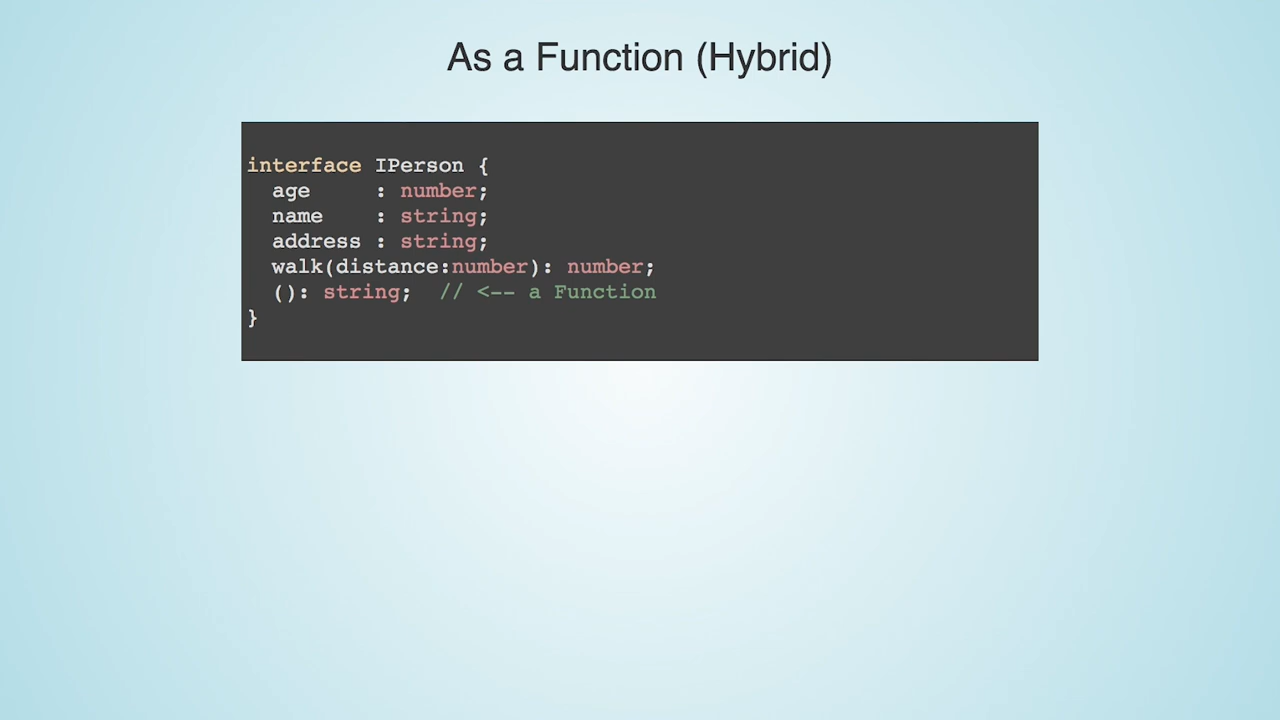 As a Function (Hybrid)
interface IPerson {
  age     : number;
  name    : string;
  address : string;
  walk(distance:number): number;
  (): string;  // <-- a Function
}